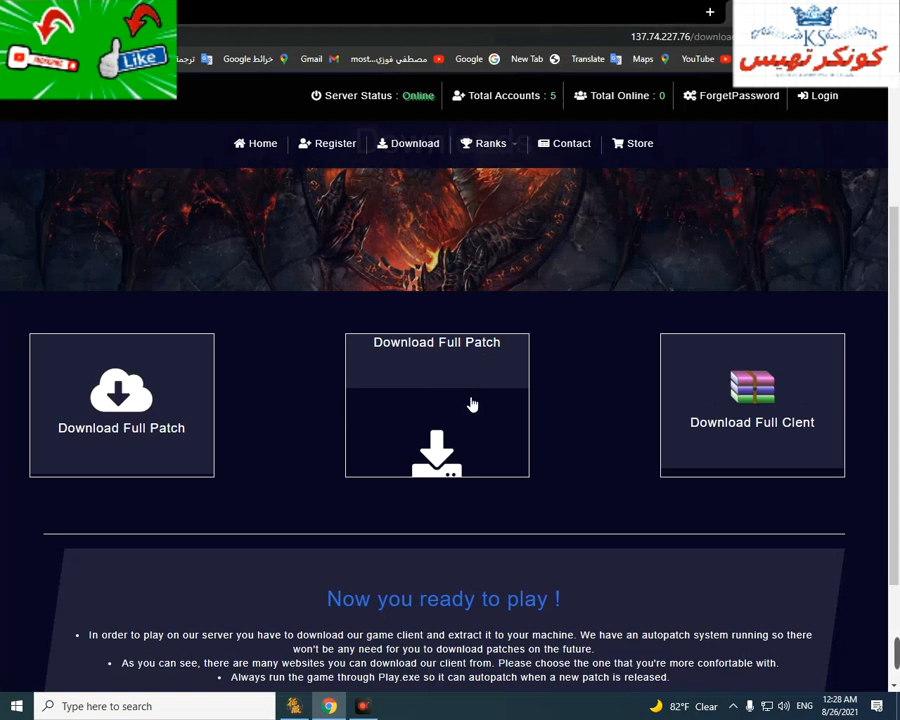 Like
KS
كونكر تهيس
137.74.227.76/downloa
ترجمة
خرائط Google
Gmail
most...مصطفي فوزي
Google
New Tab
Translate
Maps
YouTube
Server Status : Online
Total Accounts : 5
Total Online : 0
ForgetPassword
Login
Home
Register
Download
Ranks
Contact
Store
Download Full Patch
Download Full Patch
Download Full Clent
Now you ready to play !
In order to play on our server you have to download our game client and extract it to your machine. We have an autopatch system running so there
won't be any need for you to download patches on the future.
As you can see, there are many websites you can download our client from. Please choose the one that you're more confortable with.
Always run the game through Play.exe so it can autopatch when a new patch is released.
Type here to search
82°F Clear
ENG
12:28 AM
8/26/2021